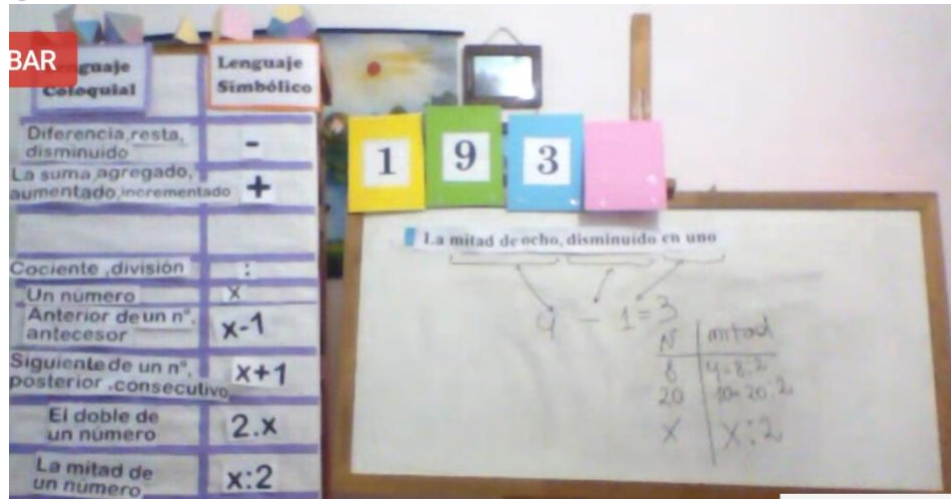 BAR
Lenguaje
Coloquial
Lenguaje
Simbólico
Diferencia, resta,
disminuido
-
La suma, agregado,
aumentado, incrementado
+
Cociente, división
:
Un número
x
Anterior de un nº,
antecesor
x-1
Siguiente de un nº,
posterior, consecutivo
x+1
El doble de
un número
2.x
La mitad de
un número
x:2
1 9 3
La mitad de ocho, disminuido en uno
4 - 1 = 3
N mitad
8 4=8:2
20 10=20:2
X X:2